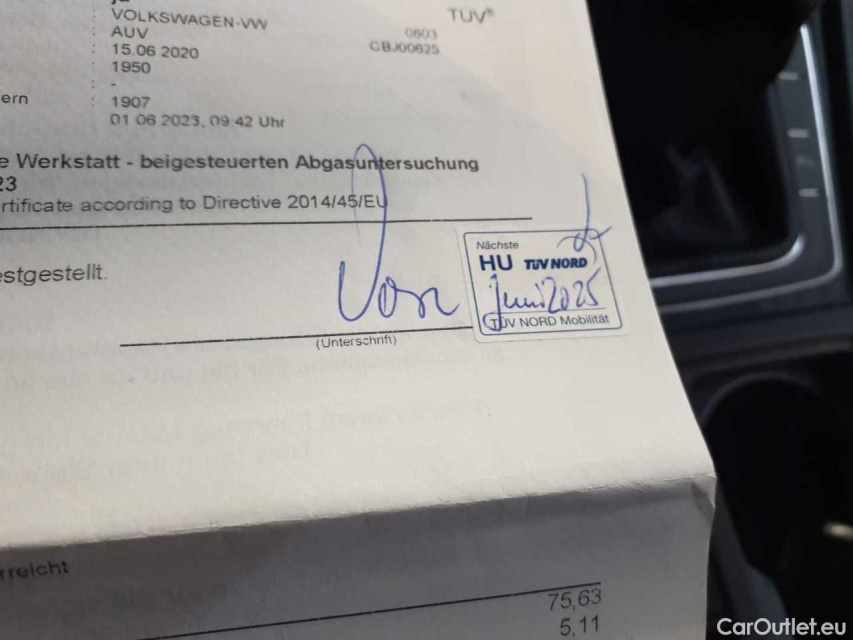 VOLKSWAGEN-VW
AUV
15.06 2020
1950
: -
ern : 1907
01 06 2023, 09:42 Uhr
TÜV®
0603
CBJ00625
e Werkstatt - beigesteuerten Abgasuntersuchung
23
rtificate according to Directive 2014/45/EU
estgestellt.
(Unterschrift)
Nächste
HU TÜV NORD
Juni 2025
TÜV NORD Mobilität
rreicht
75,63
5,11
CarOutlet.eu